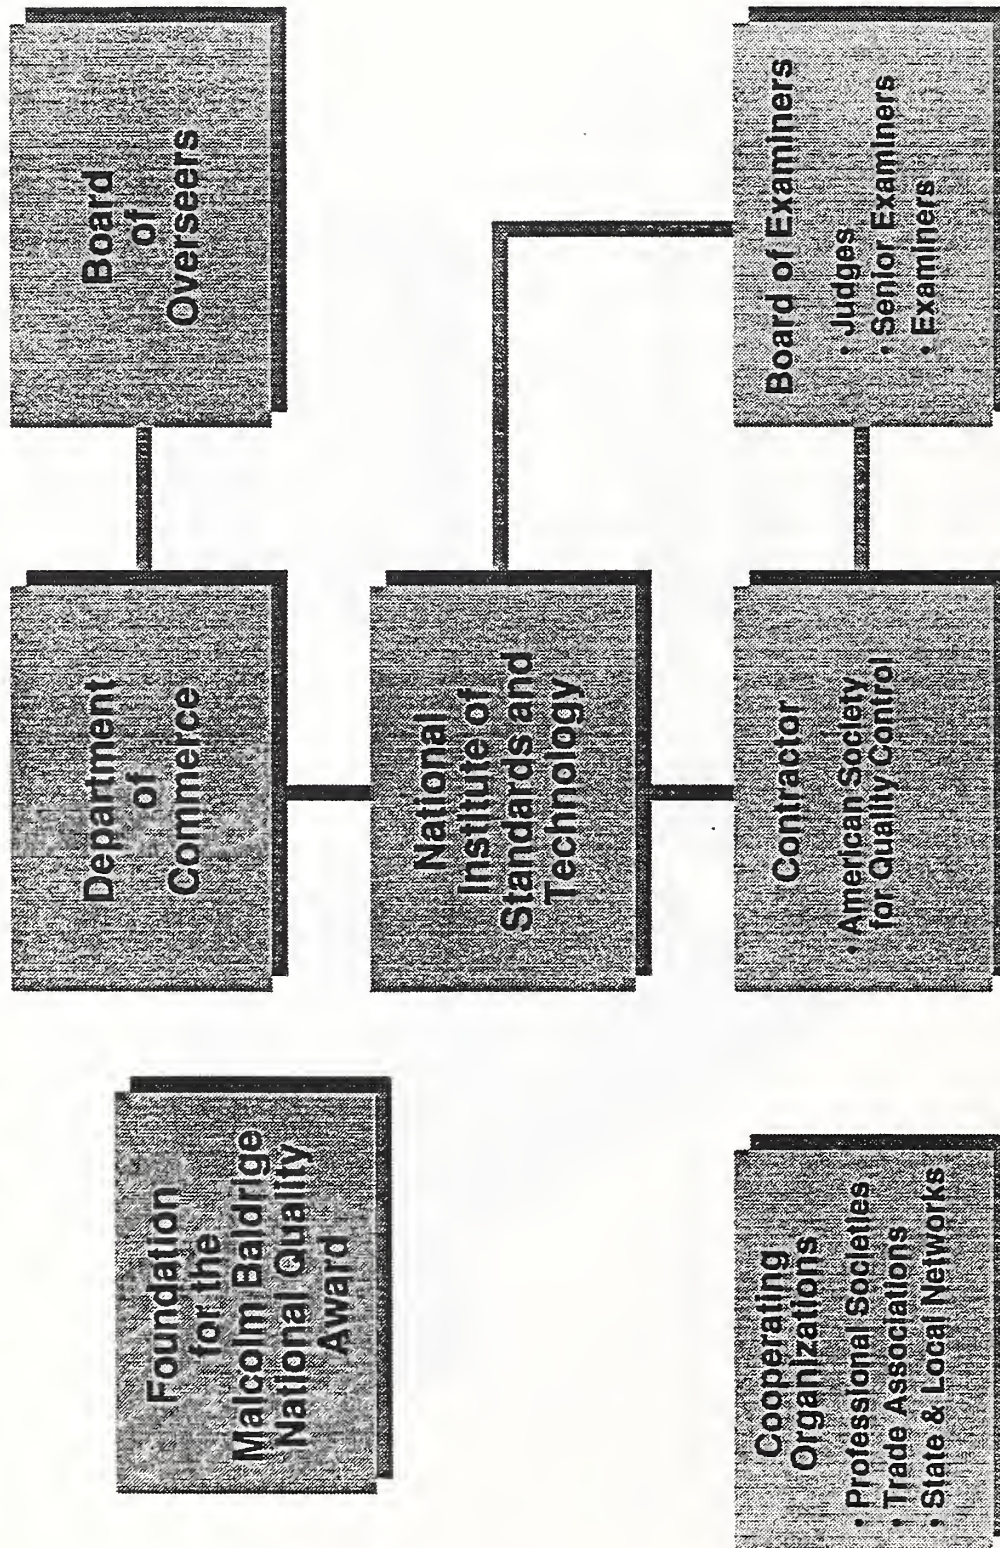 Foundation
for the
Malcolm Baldrige
National Quality
Award
Department
of
Commerce
Board
of
Overseers
National
Institute of
Standards and
Technology
Cooperating
Organizations
• Professional Societies
• Trade Associations
• State & Local Networks
Contractor
• American Society
for Quality Control
Board of Examiners
• Judges
• Senior Examiners
• Examiners